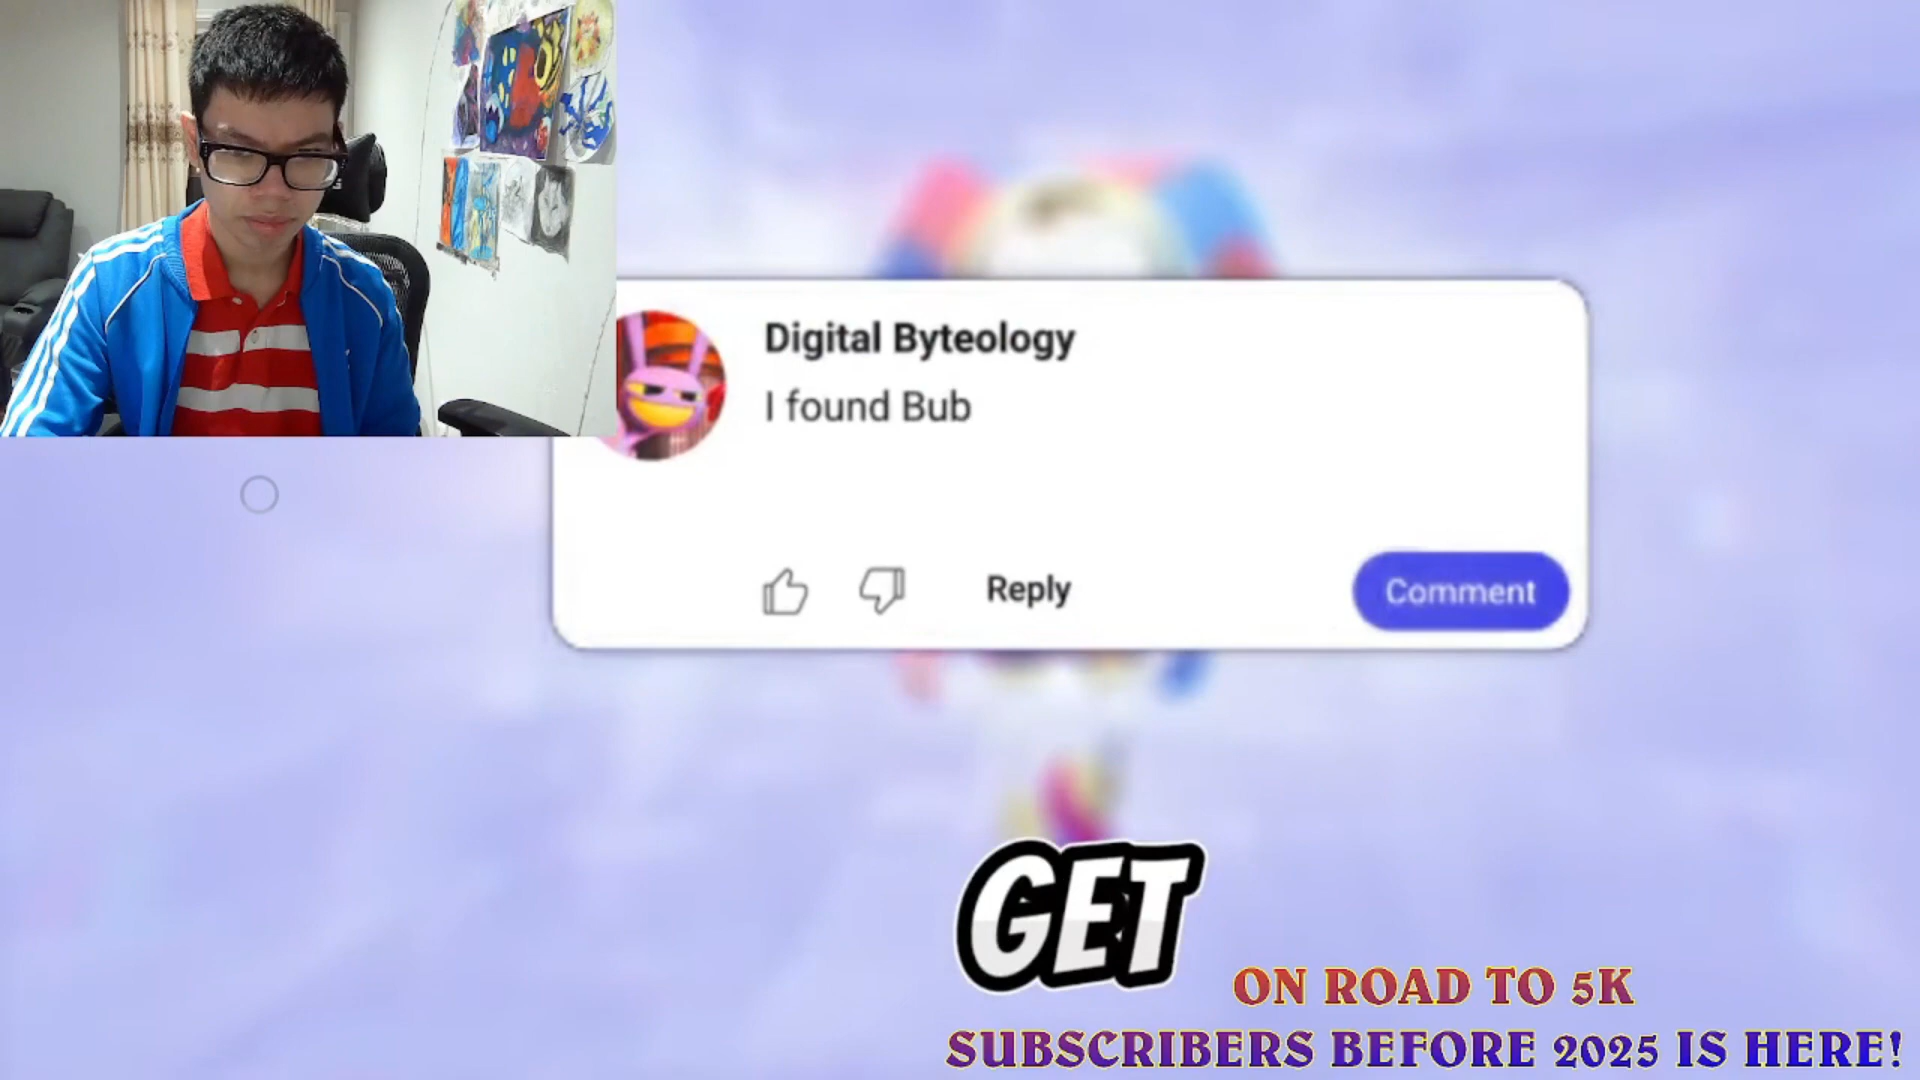 Digital Byteology
I found Bub
Reply
Comment
GET
ON ROAD TO 5K
SUBSCRIBERS BEFORE 2025 IS HERE!